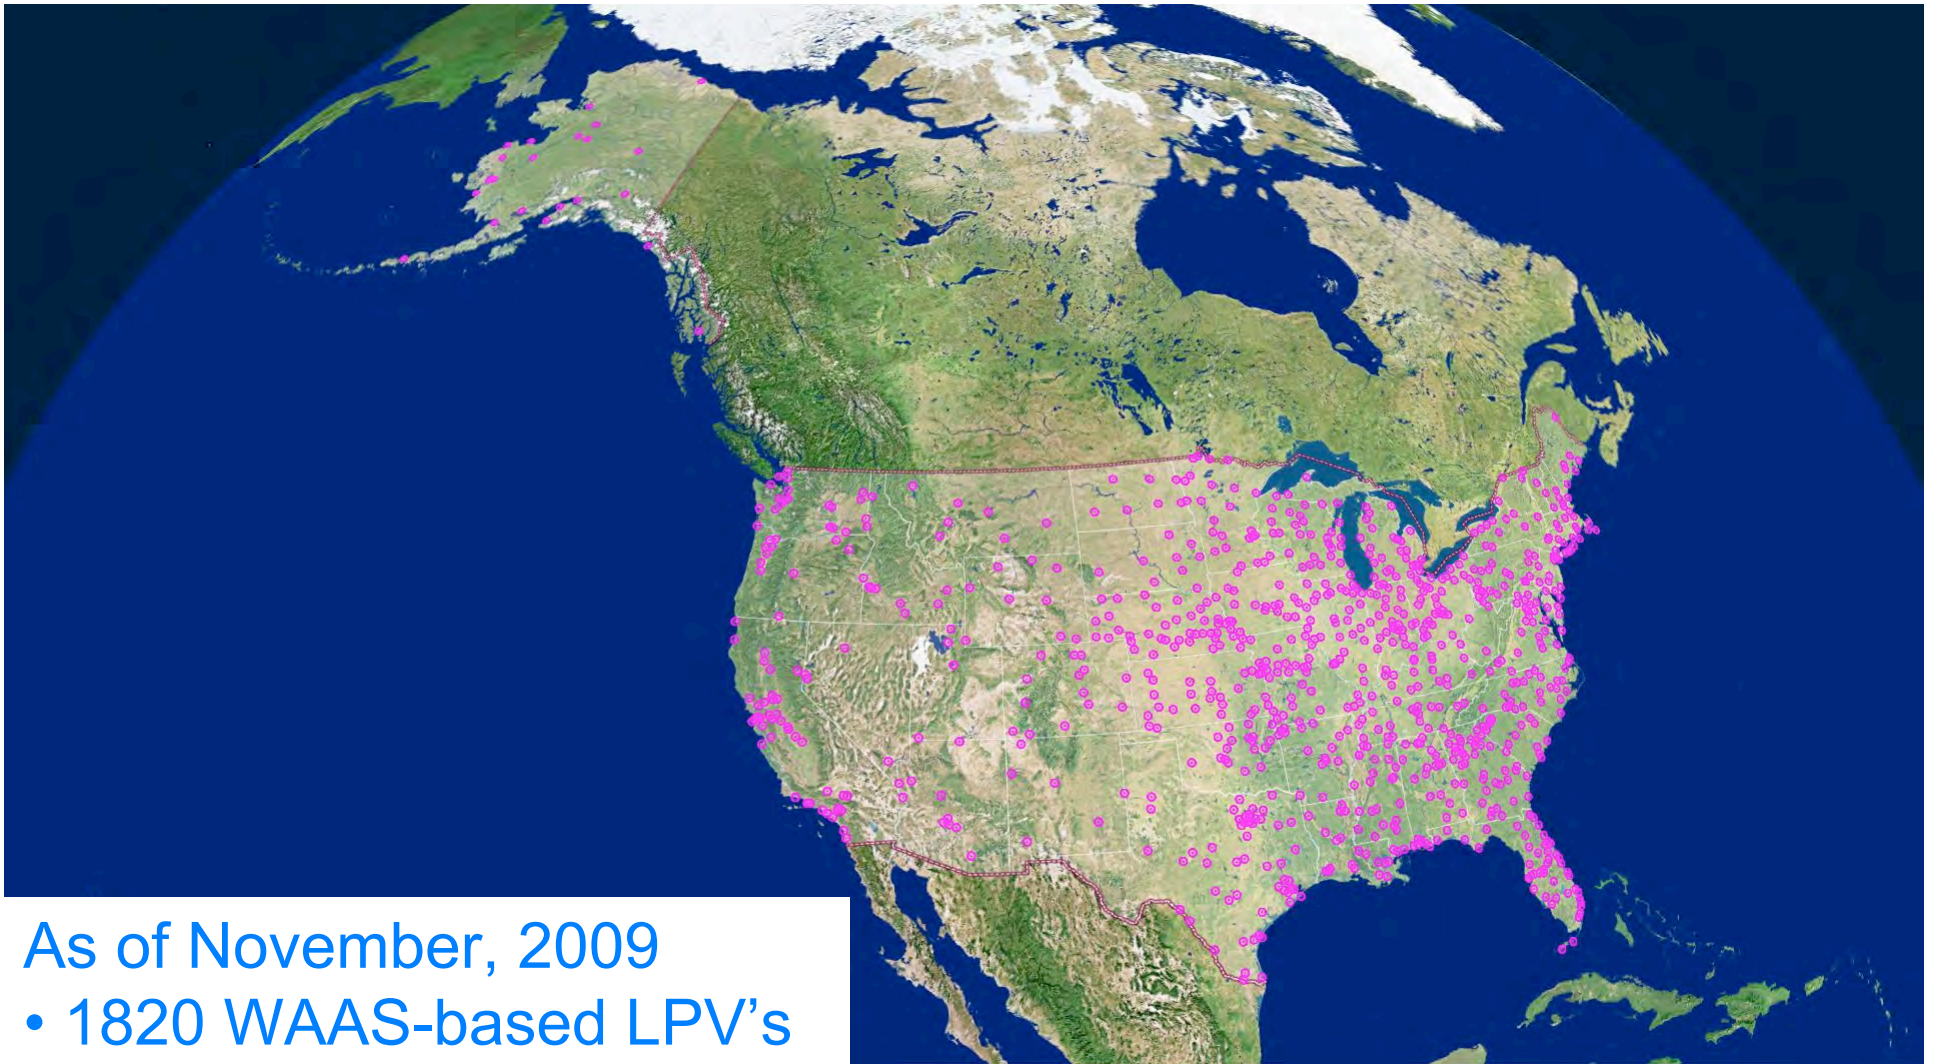 As of November, 2009
• 1820 WAAS-based LPV’s